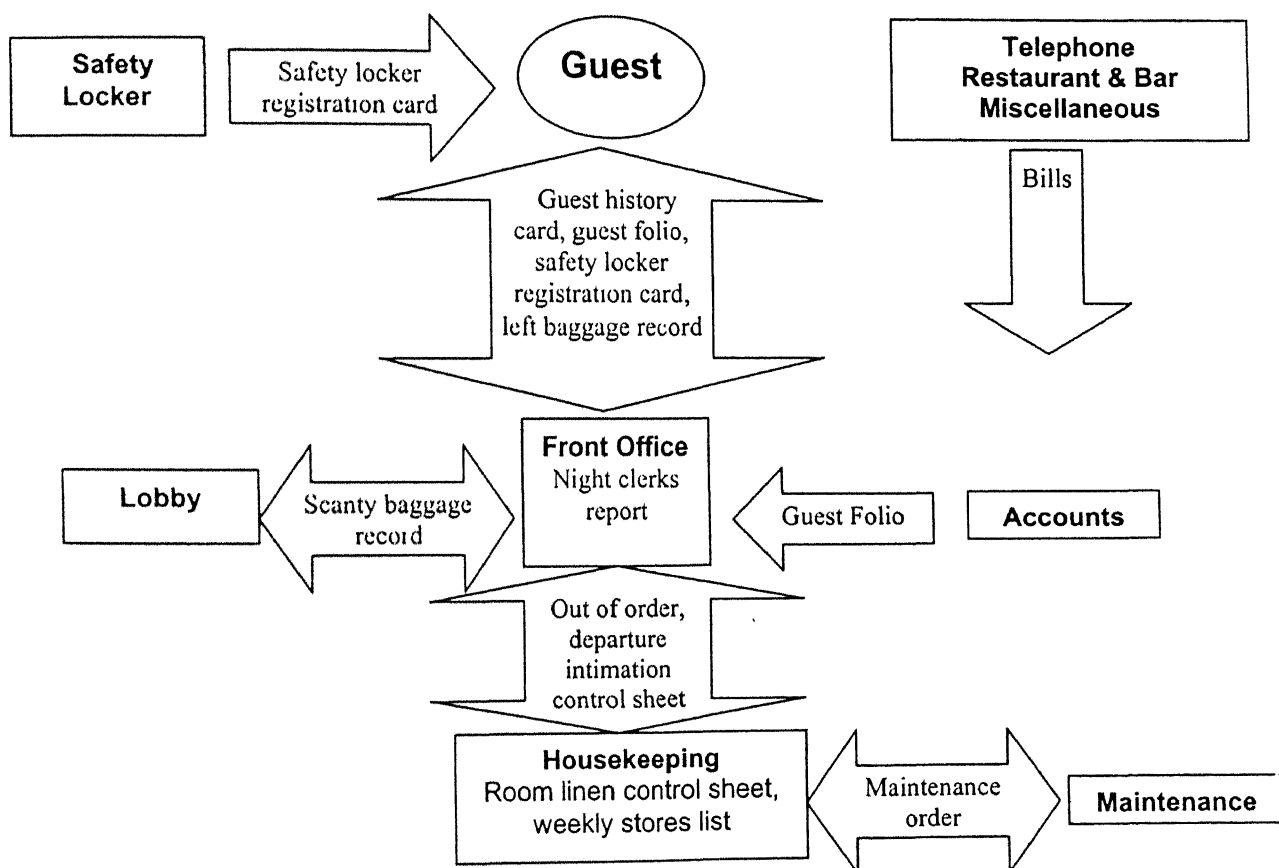 Safety
Locker
Safety locker
registration card
Guest
Telephone
Restaurant & Bar
Miscellaneous
Bills
Guest history
card, guest folio,
safety locker
registration card,
left baggage record
Lobby
Scanty baggage
record
Front Office
Night clerks
report
Guest Folio
Accounts
Out of order,
departure
intimation
control sheet
Housekeeping
Room linen control sheet,
weekly stores list
Maintenance
order
Maintenance